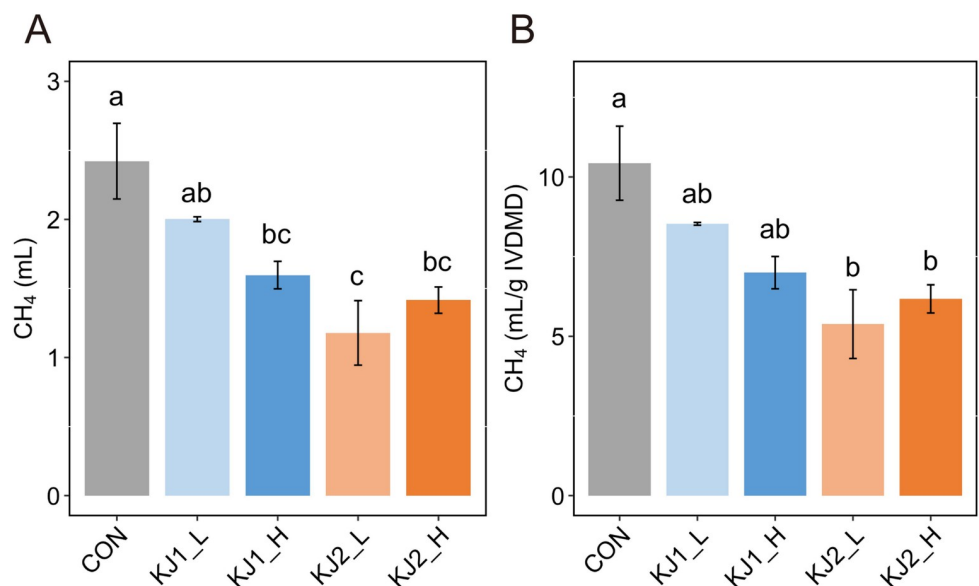 A
CH₄ (mL)
3
2
1
0
a
ab
bc
c
bc
CON
KJ1_L
KJ1_H
KJ2_L
KJ2_H
B
CH₄ (mL/g IVDMD)
10
5
0
a
ab
ab
b
b
CON
KJ1_L
KJ1_H
KJ2_L
KJ2_H